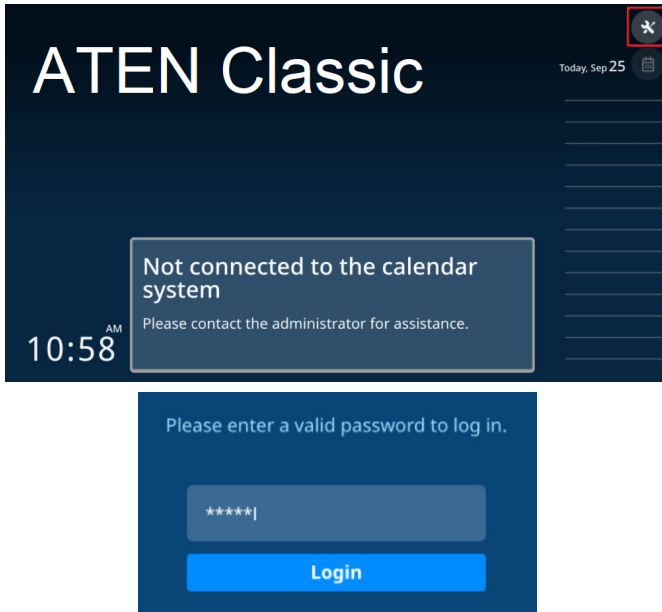 ATEN Classic
Today, Sep 25
Not connected to the calendar
system
Please contact the administrator for assistance.
AM
10:58
Please enter a valid password to log in.
*****
Login